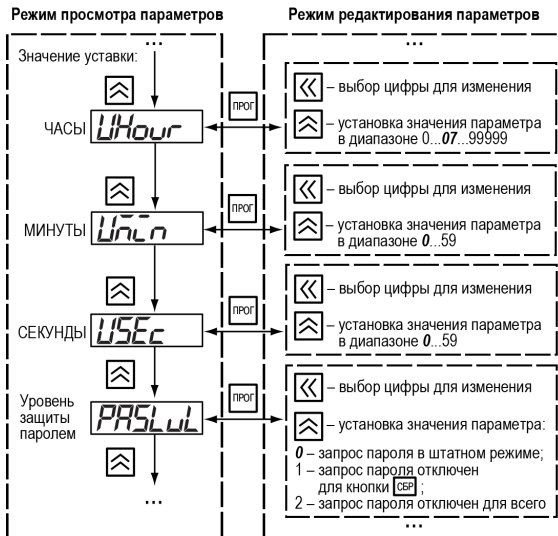 Режим просмотра параметров
Режим редактирования параметров
...
...
Значение уставки:
ПРОГ
ЧАСЫ UHour
– выбор цифры для изменения
– установка значения параметра
в диапазоне 0...07...99999
ПРОГ
МИНУТЫ Umin
– выбор цифры для изменения
– установка значения параметра
в диапазоне 0...59
ПРОГ
СЕКУНДЫ USEc
– выбор цифры для изменения
– установка значения параметра
в диапазоне 0...59
ПРОГ
Уровень
защиты
паролем
PASLvL
– выбор цифры для изменения
– установка значения параметра:
0 – запрос пароля в штатном режиме;
1 – запрос пароля отключен
для кнопки СБР ;
2 – запрос пароля отключен для всего
...
...